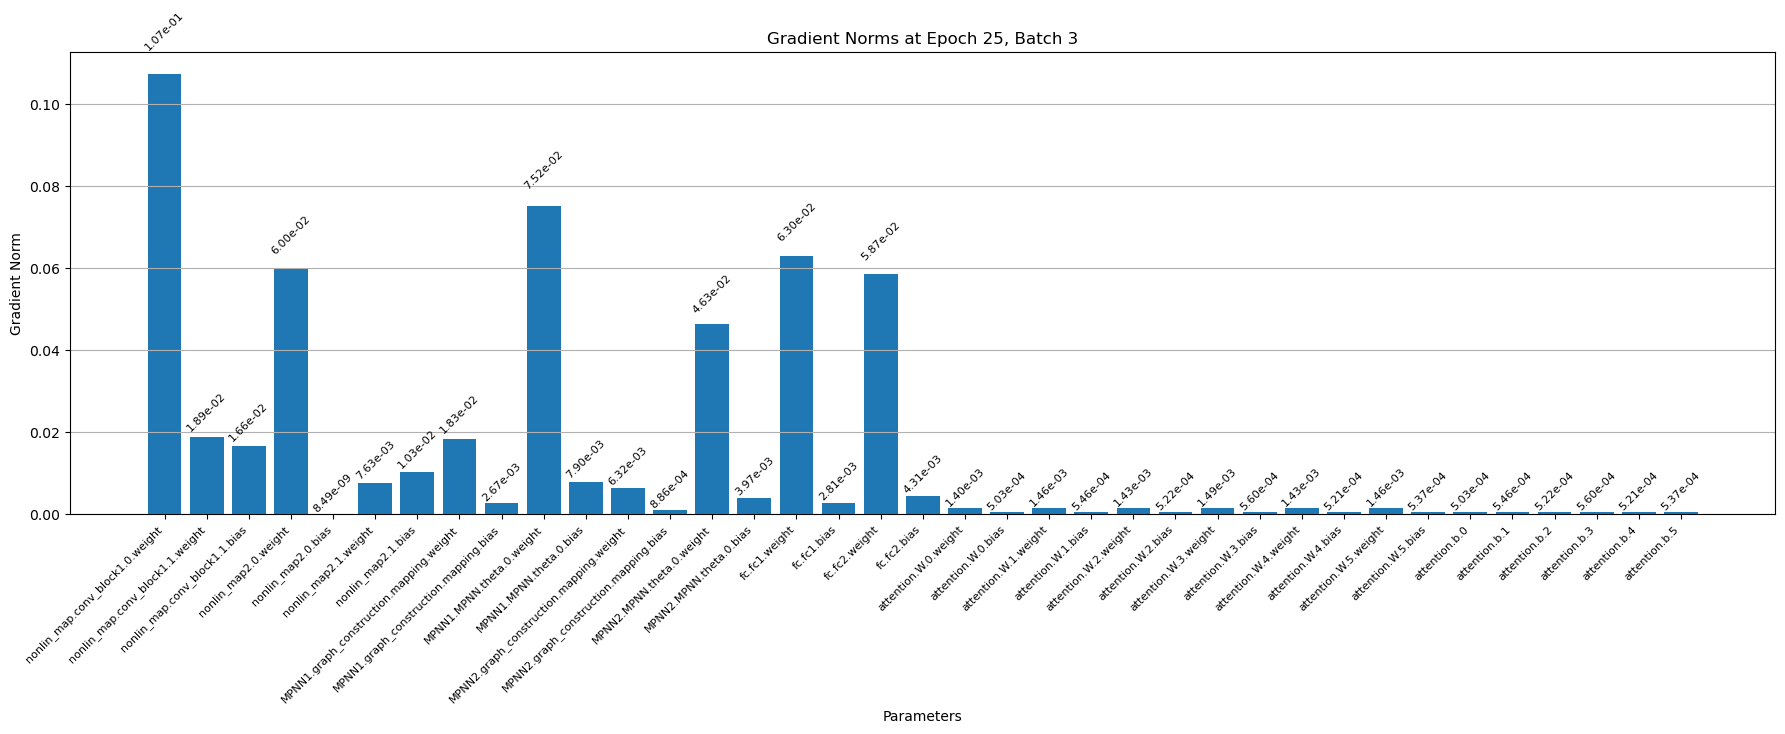 Gradient Norms at Epoch 25, Batch 3
Gradient Norm
0.10
0.08
0.06
0.04
0.02
0.00
1.07e-01
1.89e-02
1.66e-02
6.00e-02
8.49e-09
7.63e-03
1.03e-02
1.83e-02
2.67e-03
7.52e-02
7.90e-03
6.32e-03
8.86e-04
4.63e-02
3.97e-03
6.30e-02
2.81e-03
5.87e-02
4.31e-03
1.40e-03
5.03e-04
1.46e-03
5.46e-04
1.43e-03
5.22e-04
1.49e-03
5.60e-04
1.43e-03
5.21e-04
1.46e-03
5.37e-04
5.03e-04
5.46e-04
5.22e-04
5.60e-04
5.21e-04
5.37e-04
nonlin_map.conv_block1.0.weight
nonlin_map.conv_block1.1.weight
nonlin_map.conv_block1.1.bias
nonlin_map2.0.weight
nonlin_map2.0.bias
nonlin_map2.1.weight
nonlin_map2.1.bias
MPNN1.graph_construction.mapping.weight
MPNN1.graph_construction.mapping.bias
MPNN1.MPNN.theta.0.weight
MPNN1.MPNN.theta.0.bias
MPNN2.graph_construction.mapping.weight
MPNN2.graph_construction.mapping.bias
MPNN2.MPNN.theta.0.weight
MPNN2.MPNN.theta.0.bias
fc.fc1.weight
fc.fc1.bias
fc.fc2.weight
fc.fc2.bias
attention.W.0.weight
attention.W.0.bias
attention.W.1.weight
attention.W.1.bias
attention.W.2.weight
attention.W.2.bias
attention.W.3.weight
attention.W.3.bias
attention.W.4.weight
attention.W.4.bias
attention.W.5.weight
attention.W.5.bias
attention.b.0
attention.b.1
attention.b.2
attention.b.3
attention.b.4
attention.b.5
Parameters